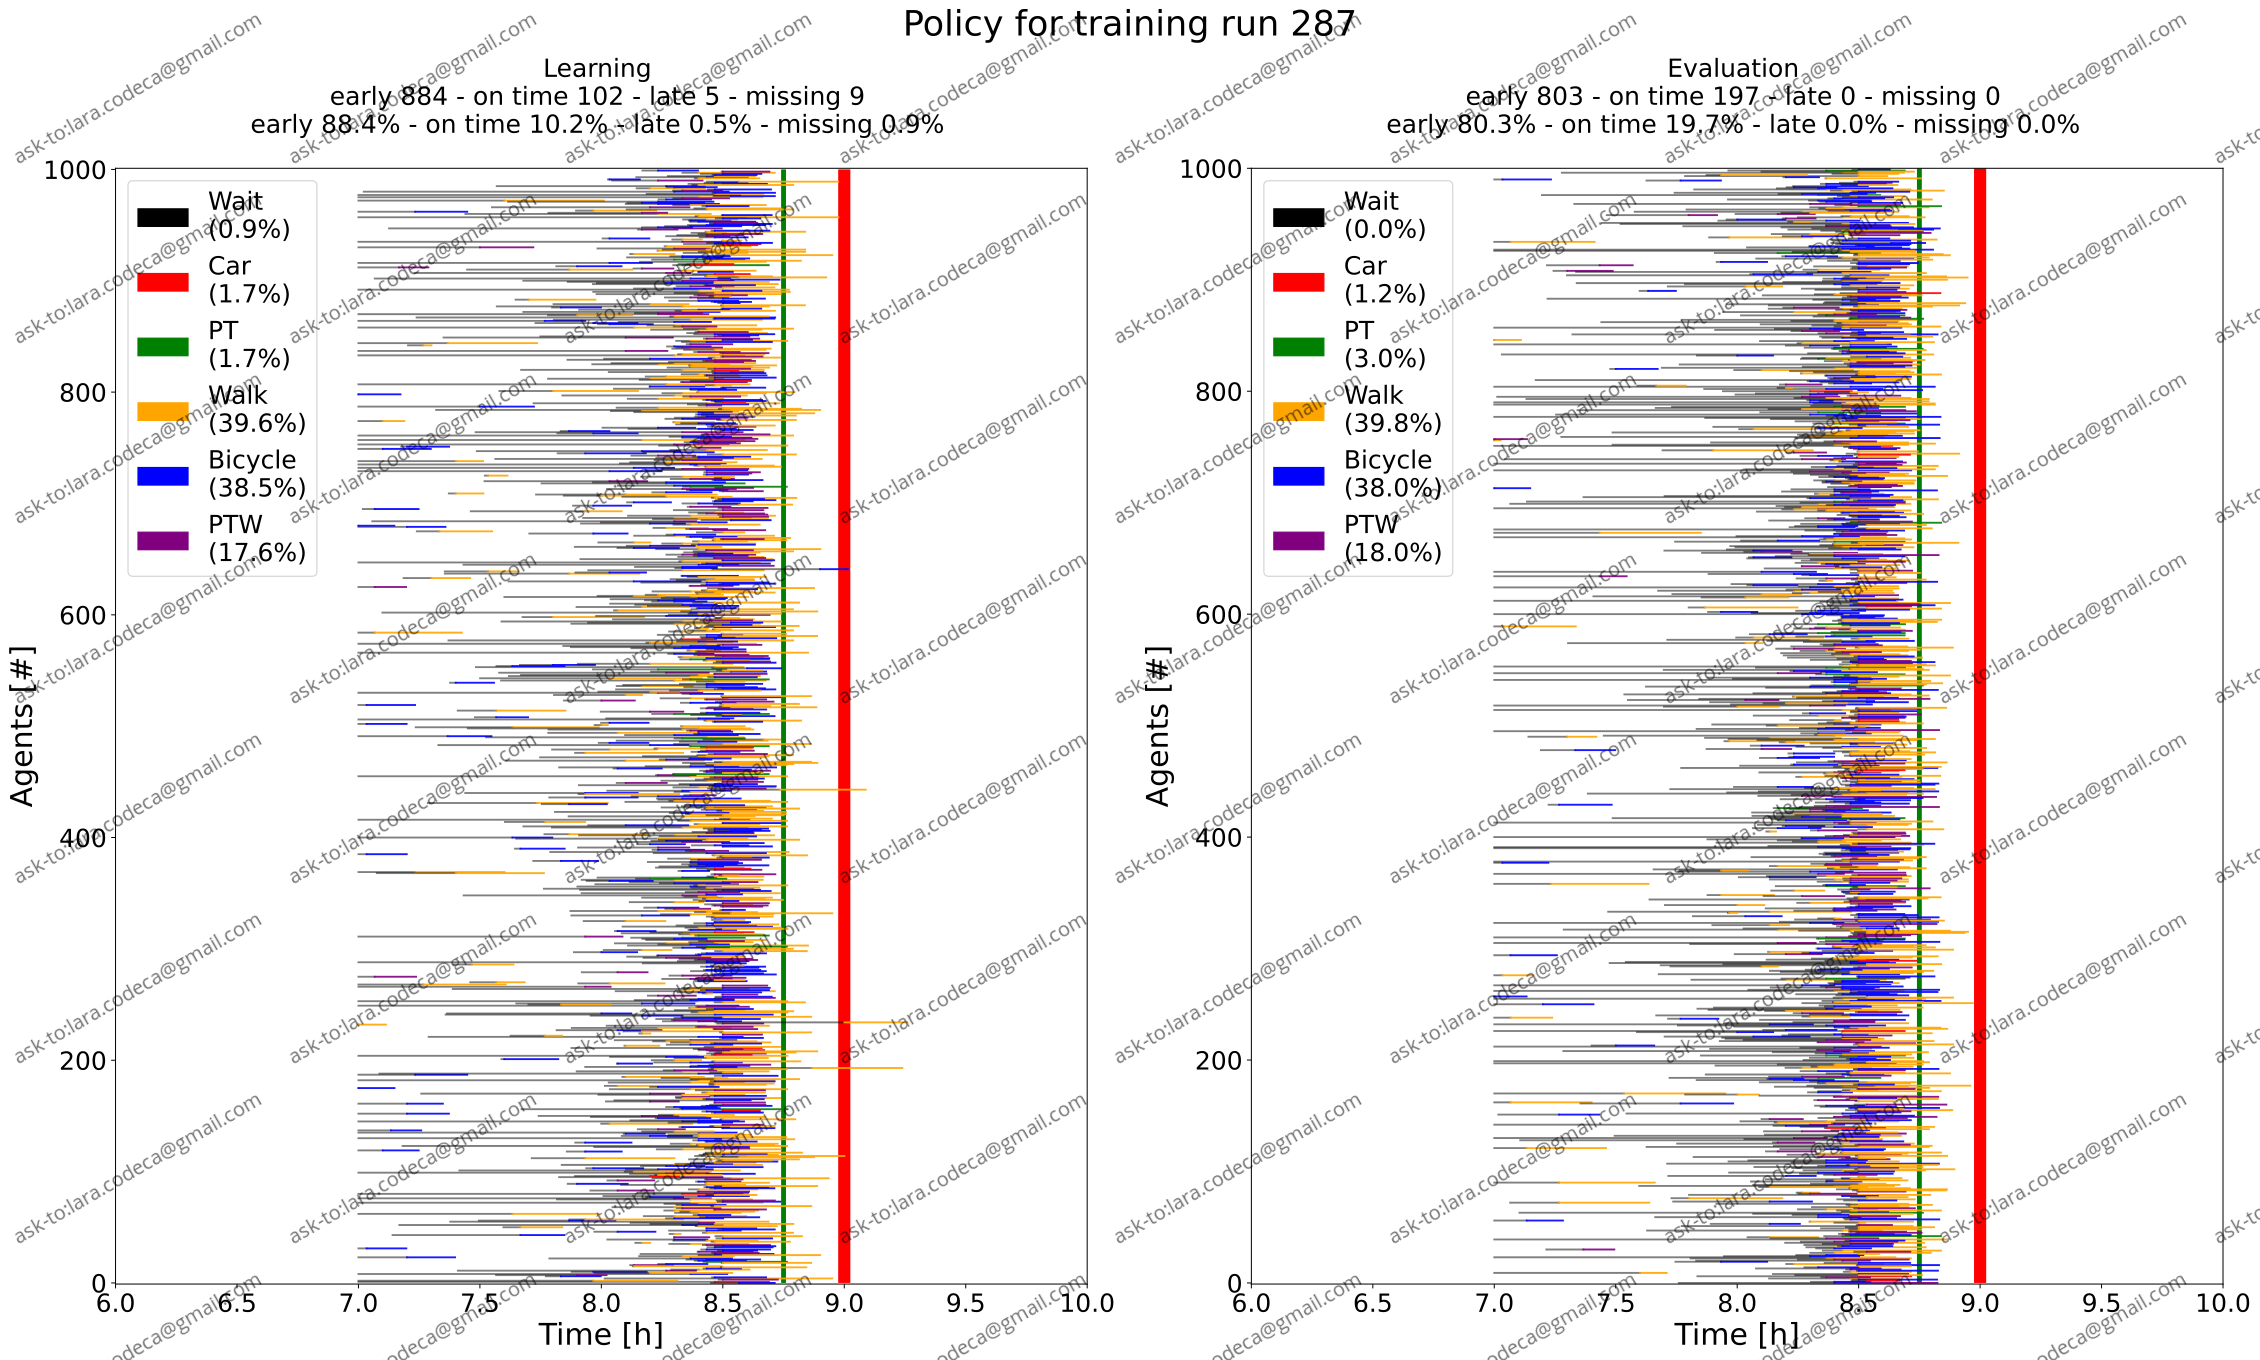 Policy for training run 287
Learning
early 884 - on time 102 - late 5 - missing 9
early 88.4% - on time 10.2% - late 0.5% - missing 0.9%
Evaluation
early 803 - on time 197 - late 0 - missing 0
early 80.3% - on time 19.7% - late 0.0% - missing 0.0%
Wait
(0.9%)
Car
(1.7%)
PT
(1.7%)
Walk
(39.6%)
Bicycle
(38.5%)
PTW
(17.6%)
1000
800
600
400
200
0
Agents [#]
6.0 6.5 7.0 7.5 8.0 8.5 9.0 9.5 10.0
Time [h]
Wait
(0.0%)
Car
(1.2%)
PT
(3.0%)
Walk
(39.8%)
Bicycle
(38.0%)
PTW
(18.0%)
1000
800
600
400
200
0
Agents [#]
6.0 6.5 7.0 7.5 8.0 8.5 9.0 9.5 10.0
Time [h]
ask-to:lara.codeca@gmail.com